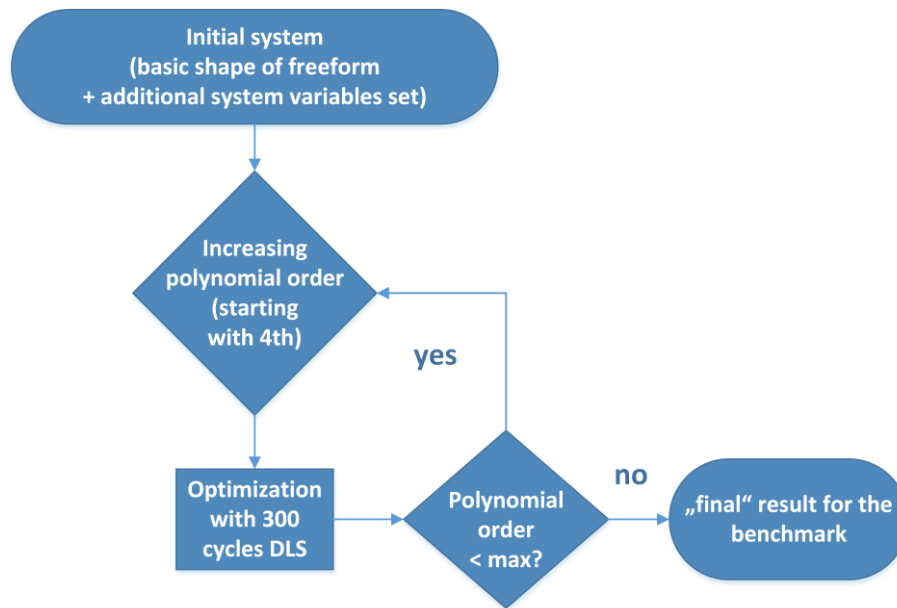 Initial system
(basic shape of freeform
+ additional system variables set)
Increasing
polynomial order
(starting
with 4th)
yes
Optimization
with 300
cycles DLS
Polynomial
order
< max?
no
„final“ result for the
benchmark